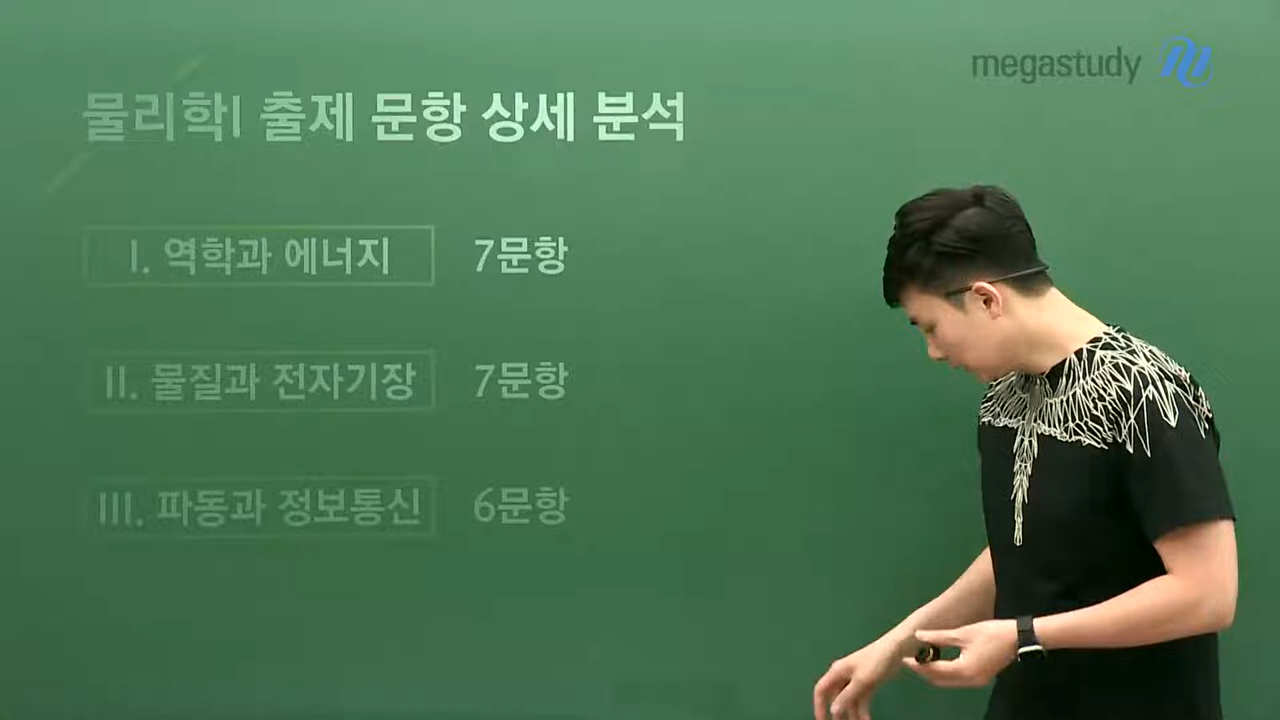 megastudy
물리학I 출제 문항 상세 분석
I. 역학과 에너지 7문항
II. 물질과 전자기장 7문항
III. 파동과 정보통신 6문항